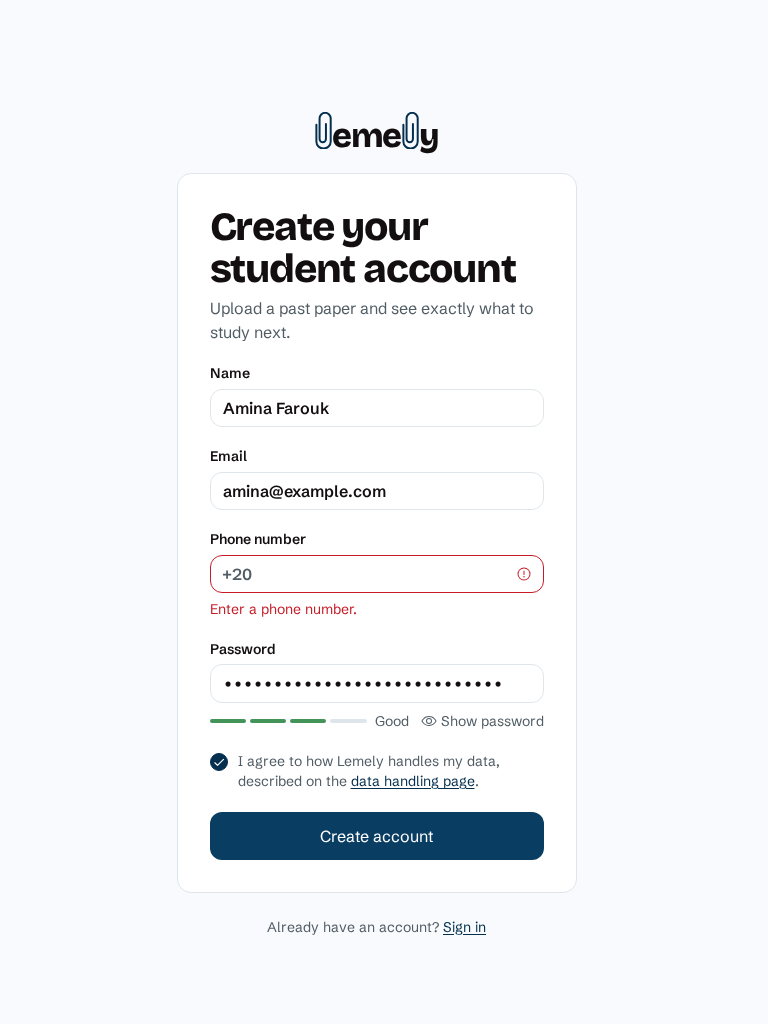 lemely
Create your
student account
Upload a past paper and see exactly what to
study next.
Name
Amina Farouk
Email
amina@example.com
Phone number
+20
Enter a phone number.
Password
••••••••••••••••••••••••••••
Good Show password
I agree to how Lemely handles my data,
described on the data handling page.
Create account
Already have an account? Sign in